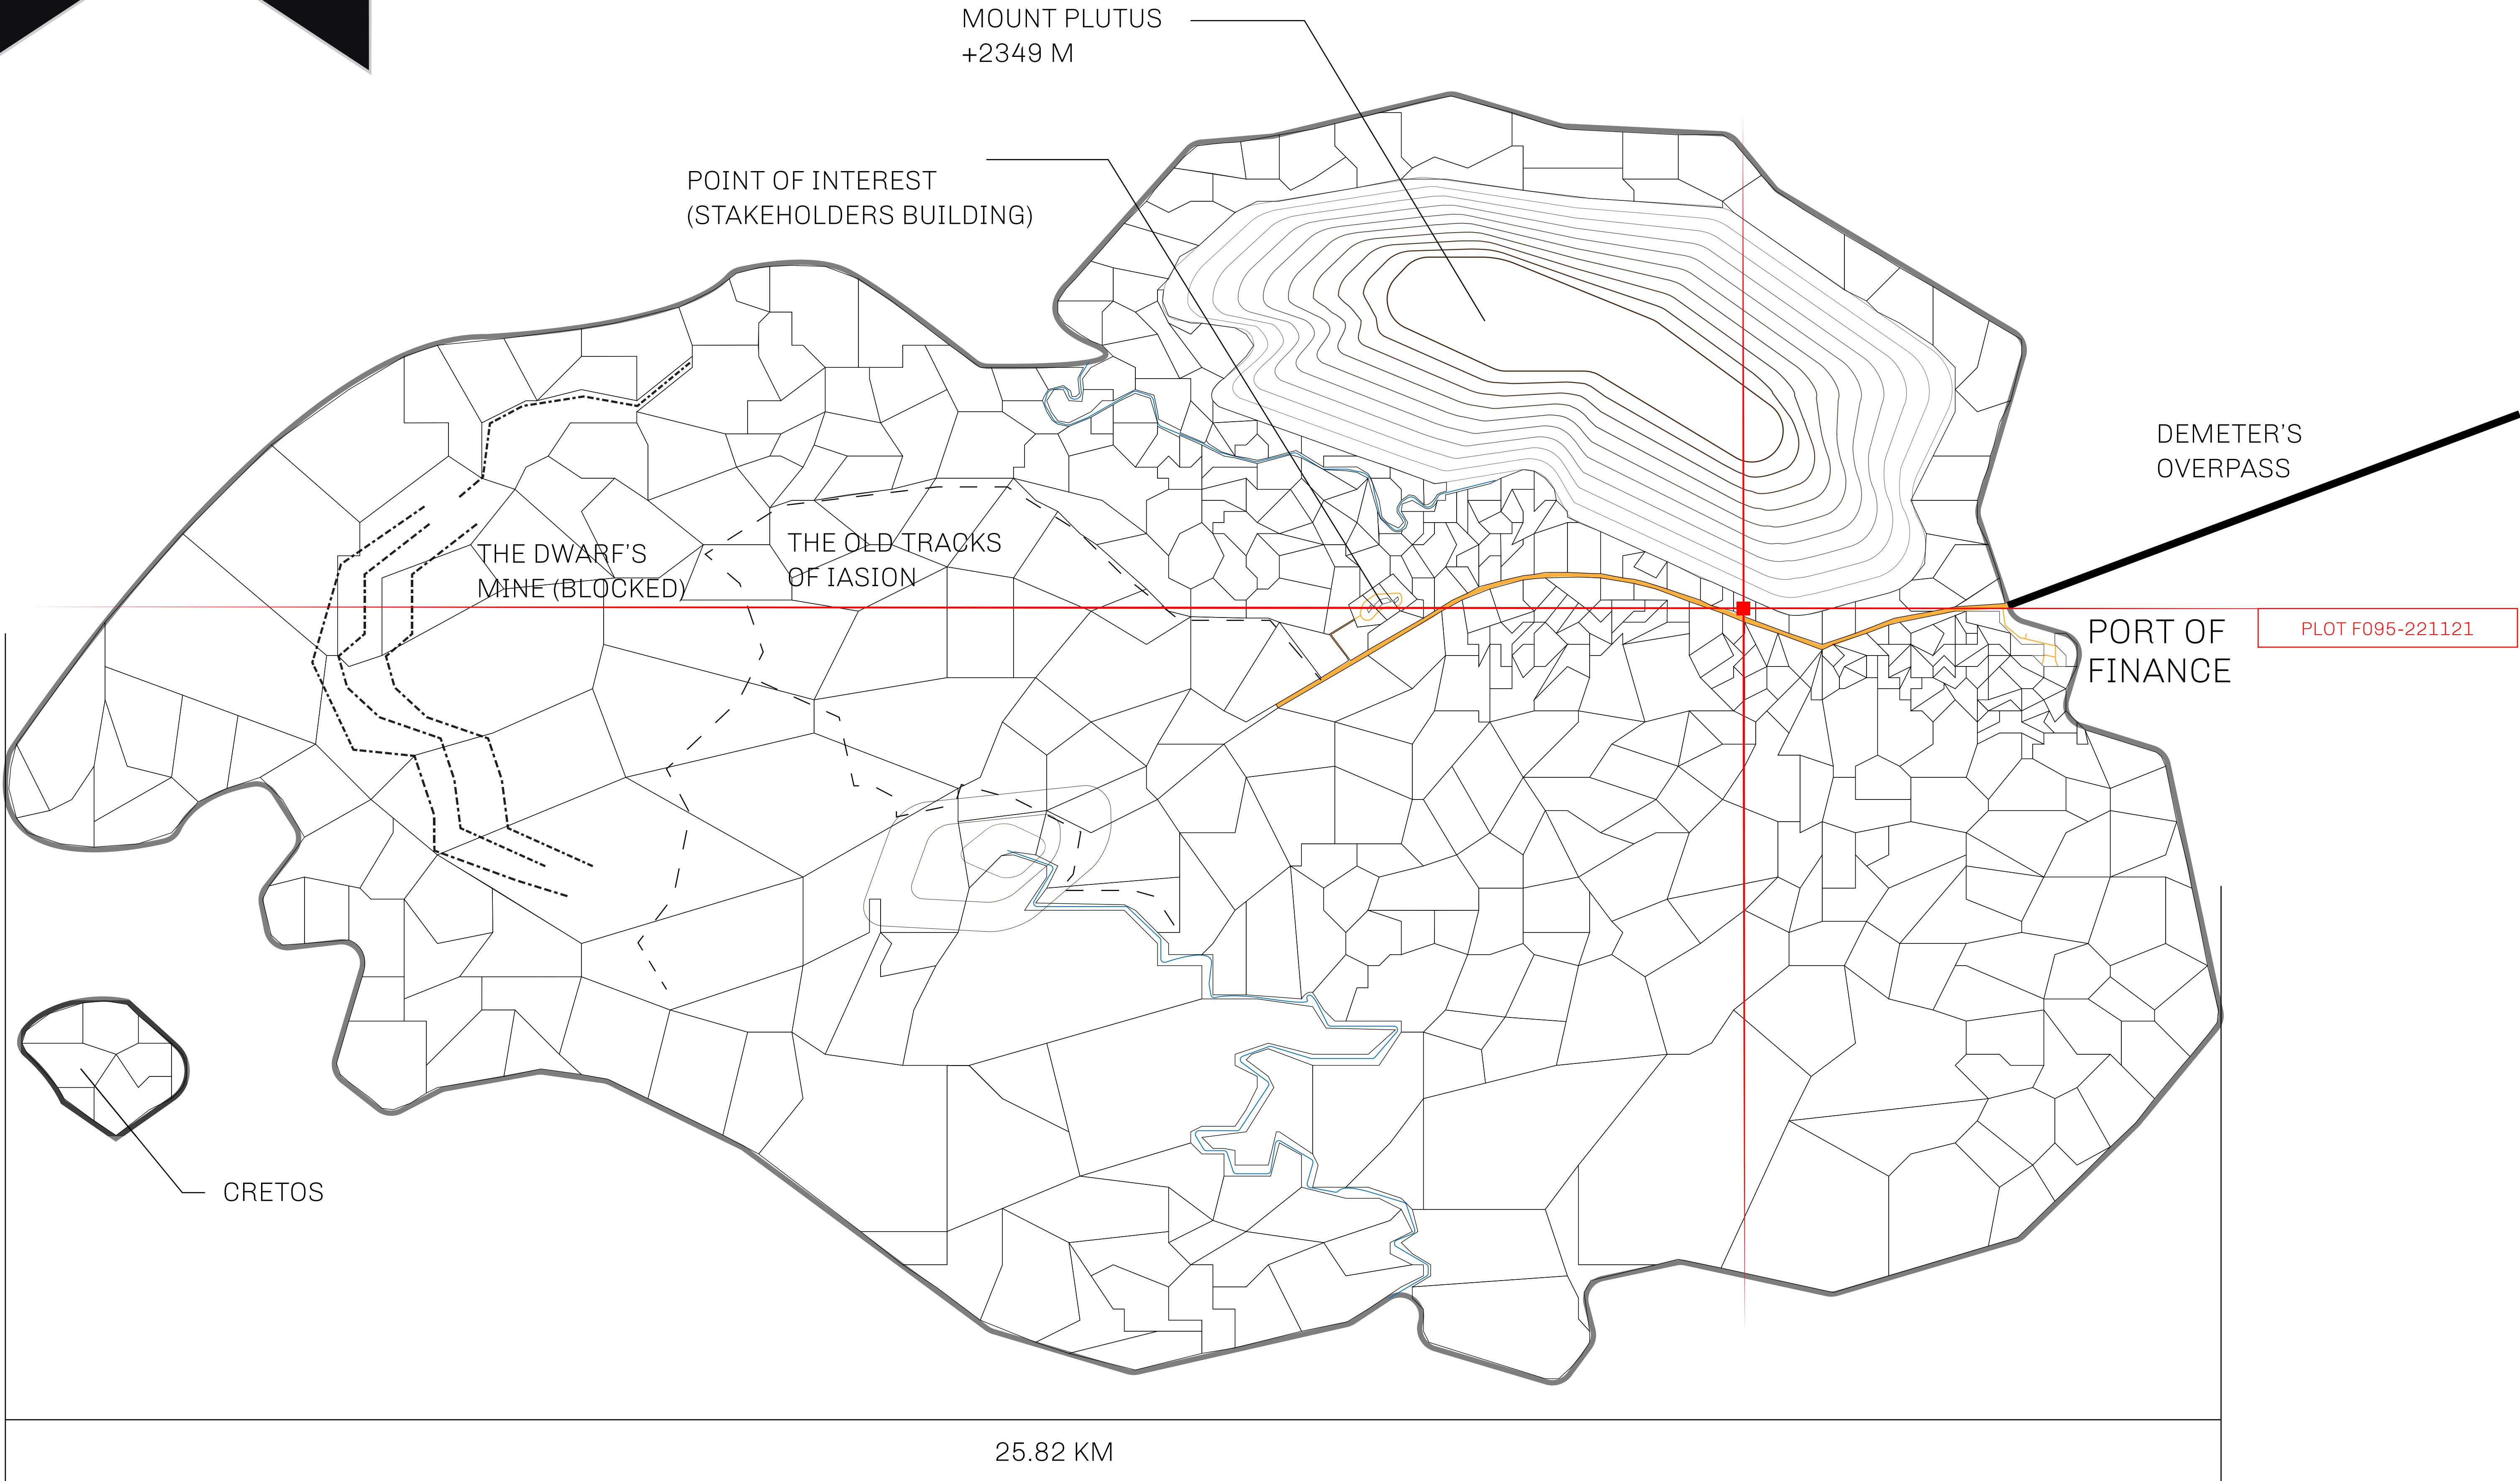 MOUNT PLUTUS
+2349 M
POINT OF INTEREST
(STAKEHOLDERS BUILDING)
DEMETER'S
OVERPASS
THE DWARF'S
MINE (BLOCKED)
THE OLD TRACKS
OF IASION
PORT OF
FINANCE
PLOT F095-221121
CRETOS
25.82 KM